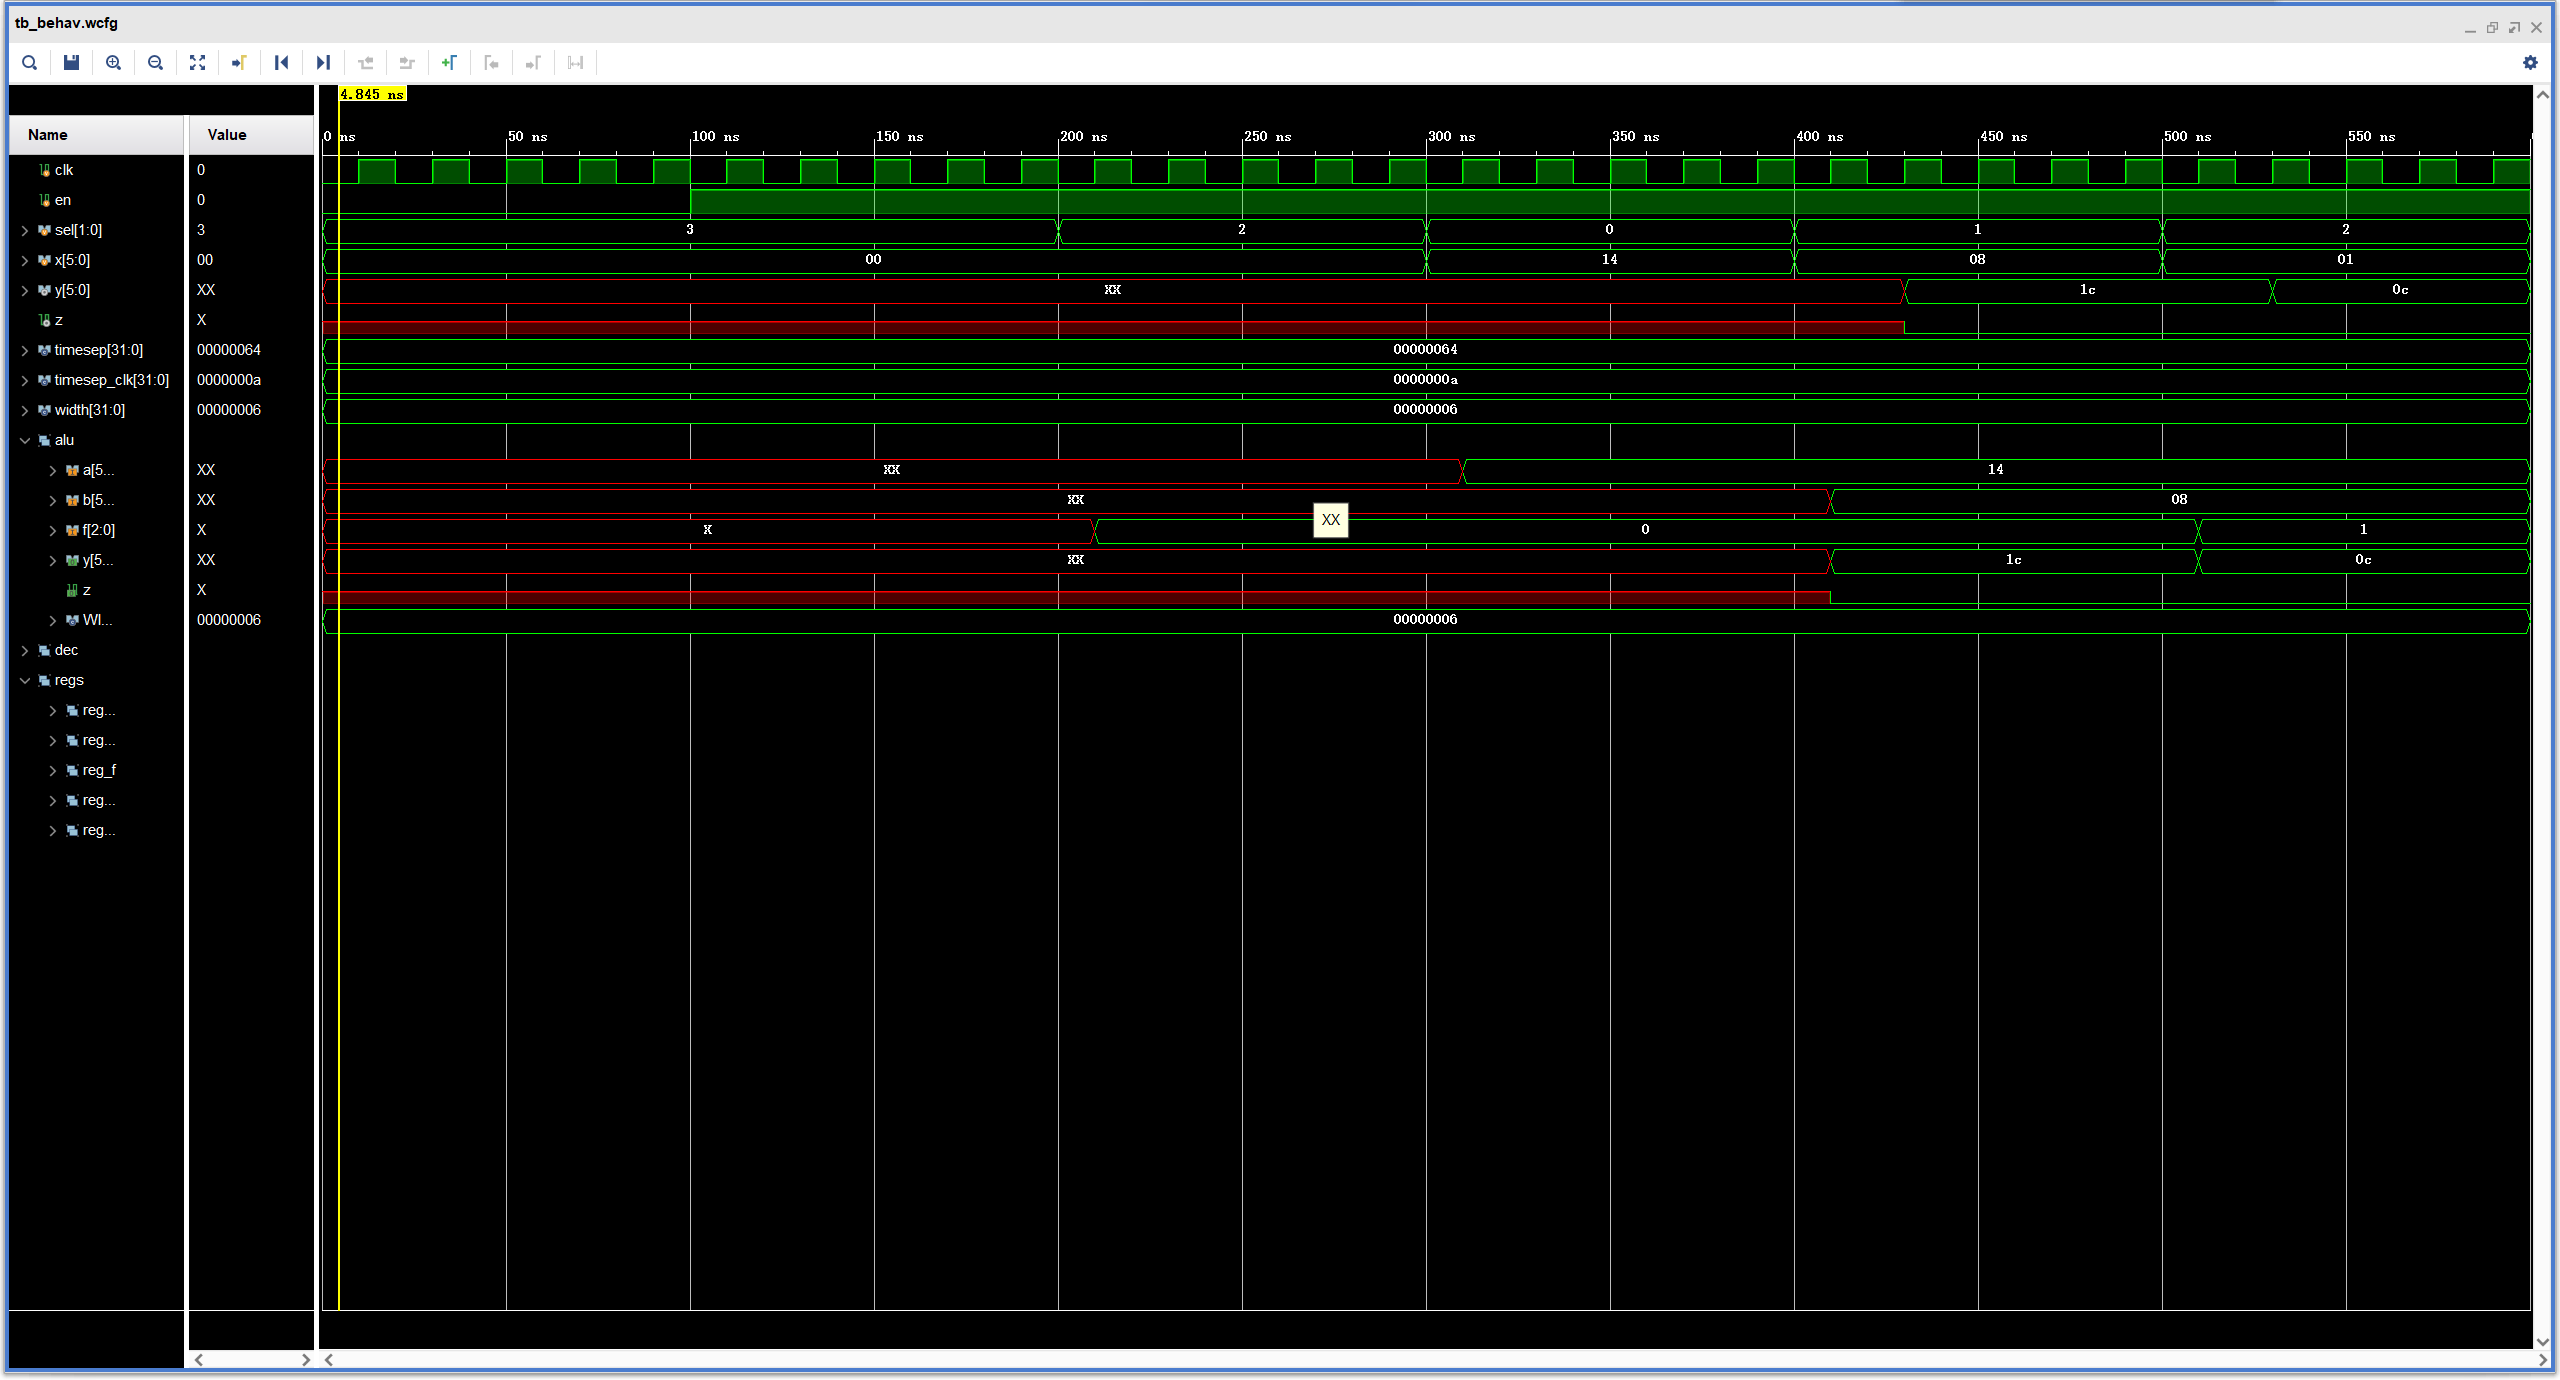 tb_behav.wcfg
4.845 ns
Name Value
0 ns 50 ns 100 ns 150 ns 200 ns 250 ns 300 ns 350 ns 400 ns 450 ns 500 ns 550 ns
clk 0
en 0
sel[1:0] 3 3 2 0 1 2
x[5:0] 00 00 14 08 01
y[5:0] XX XX 1c 0c
z X
timesep[31:0] 00000064 00000064
timesep_clk[31:0] 0000000a 0000000a
width[31:0] 00000006 00000006
alu
a[5... XX XX 14
b[5... XX XX 08
XX
f[2:0] X X 0 1
y[5... XX XX 1c 0c
z X
WI... 00000006 00000006
dec
regs
reg...
reg...
reg_f
reg...
reg...